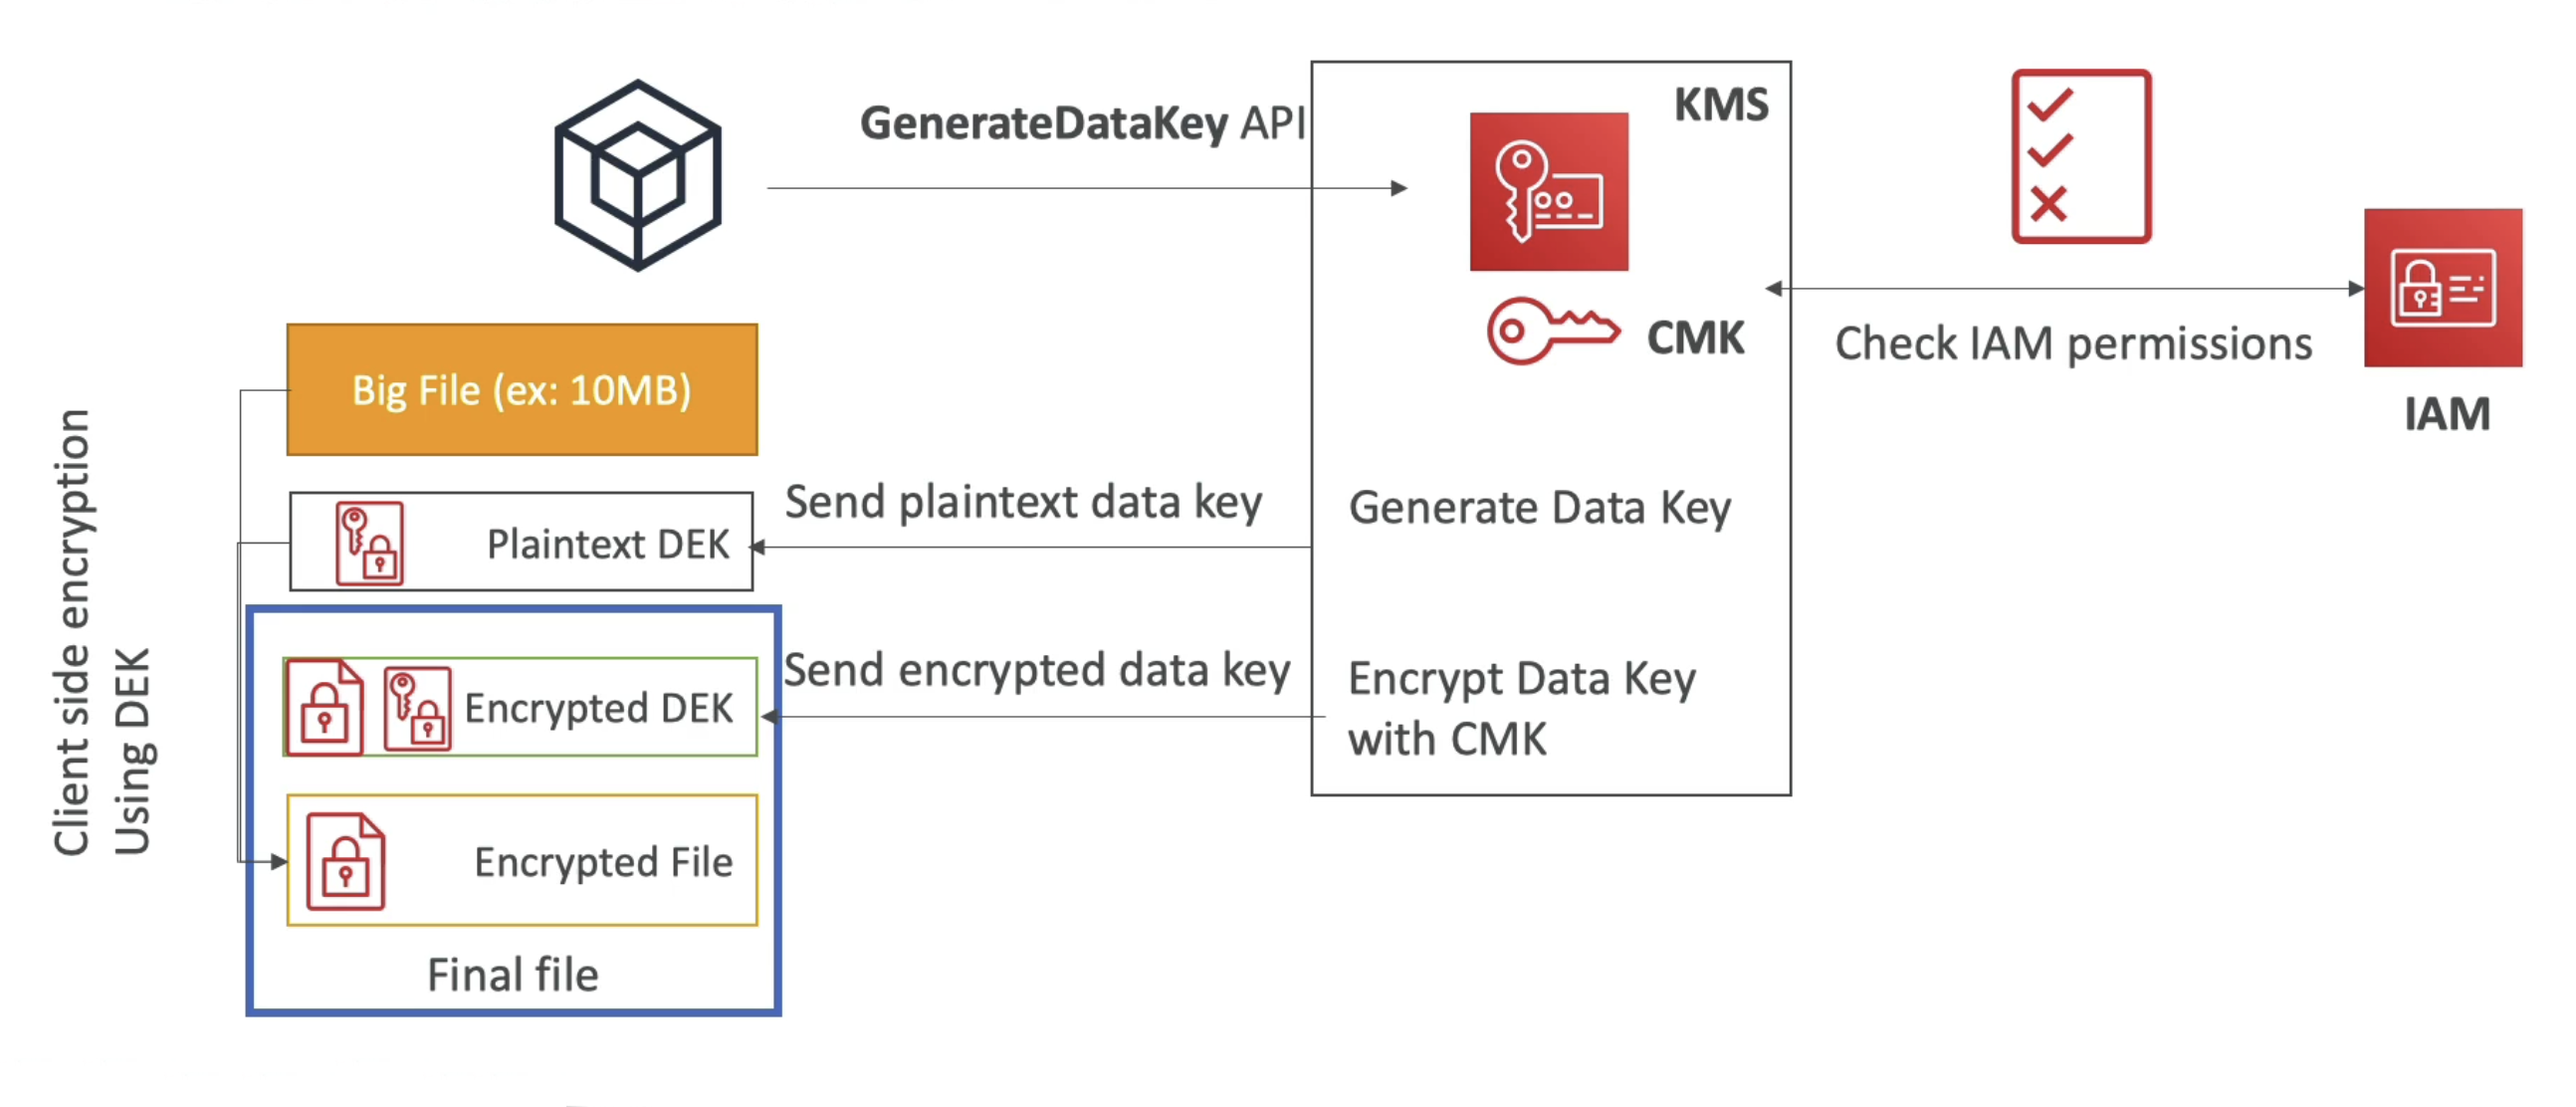 GenerateDataKey API
KMS
CMK
Check IAM permissions
IAM
Big File (ex: 10MB)
Send plaintext data key
Generate Data Key
Plaintext DEK
Send encrypted data key
Encrypt Data Key
with CMK
Encrypted DEK
Encrypted File
Final file
Client side encryption
Using DEK